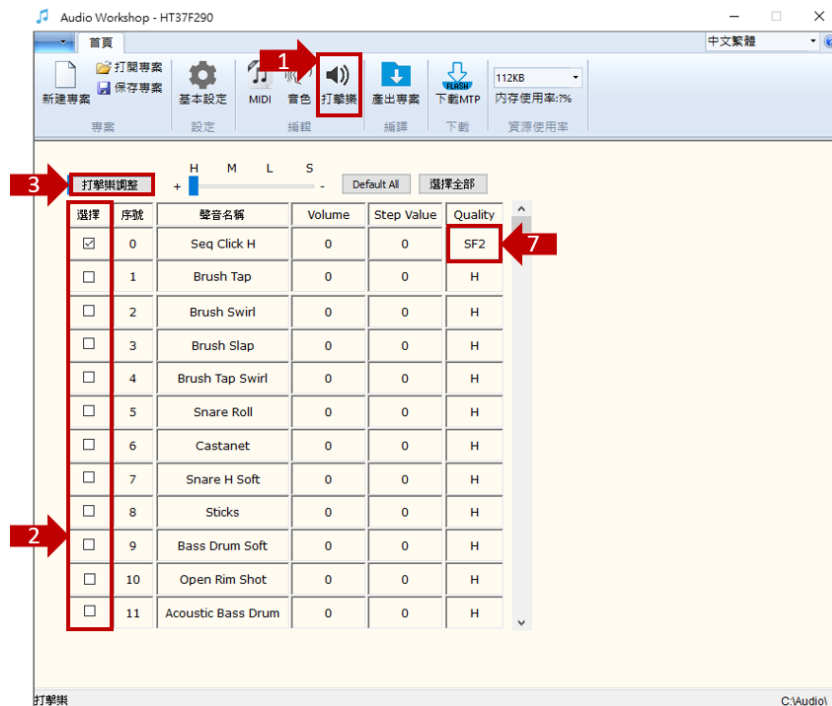 Audio Workshop - HT37F290
首頁
中文繁體
打開專案
保存專案
新建專案
基本設定
MIDI
音色
打擊樂
產出專案
FLASH
下載MTP
112KB
內存使用率:?%
專案
設定
編輯
編譯
下載
資源使用率
1
3
打擊樂調整
H M L S
+ -
Default All
選擇全部
選擇 序號 聲音名稱 Volume Step Value Quality
0 Seq Click H 0 0 SF2
7
1 Brush Tap 0 0 H
2 Brush Swirl 0 0 H
3 Brush Slap 0 0 H
4 Brush Tap Swirl 0 0 H
5 Snare Roll 0 0 H
6 Castanet 0 0 H
7 Snare H Soft 0 0 H
8 Sticks 0 0 H
2
9 Bass Drum Soft 0 0 H
10 Open Rim Shot 0 0 H
11 Acoustic Bass Drum 0 0 H
打擊樂
C:\Audio\